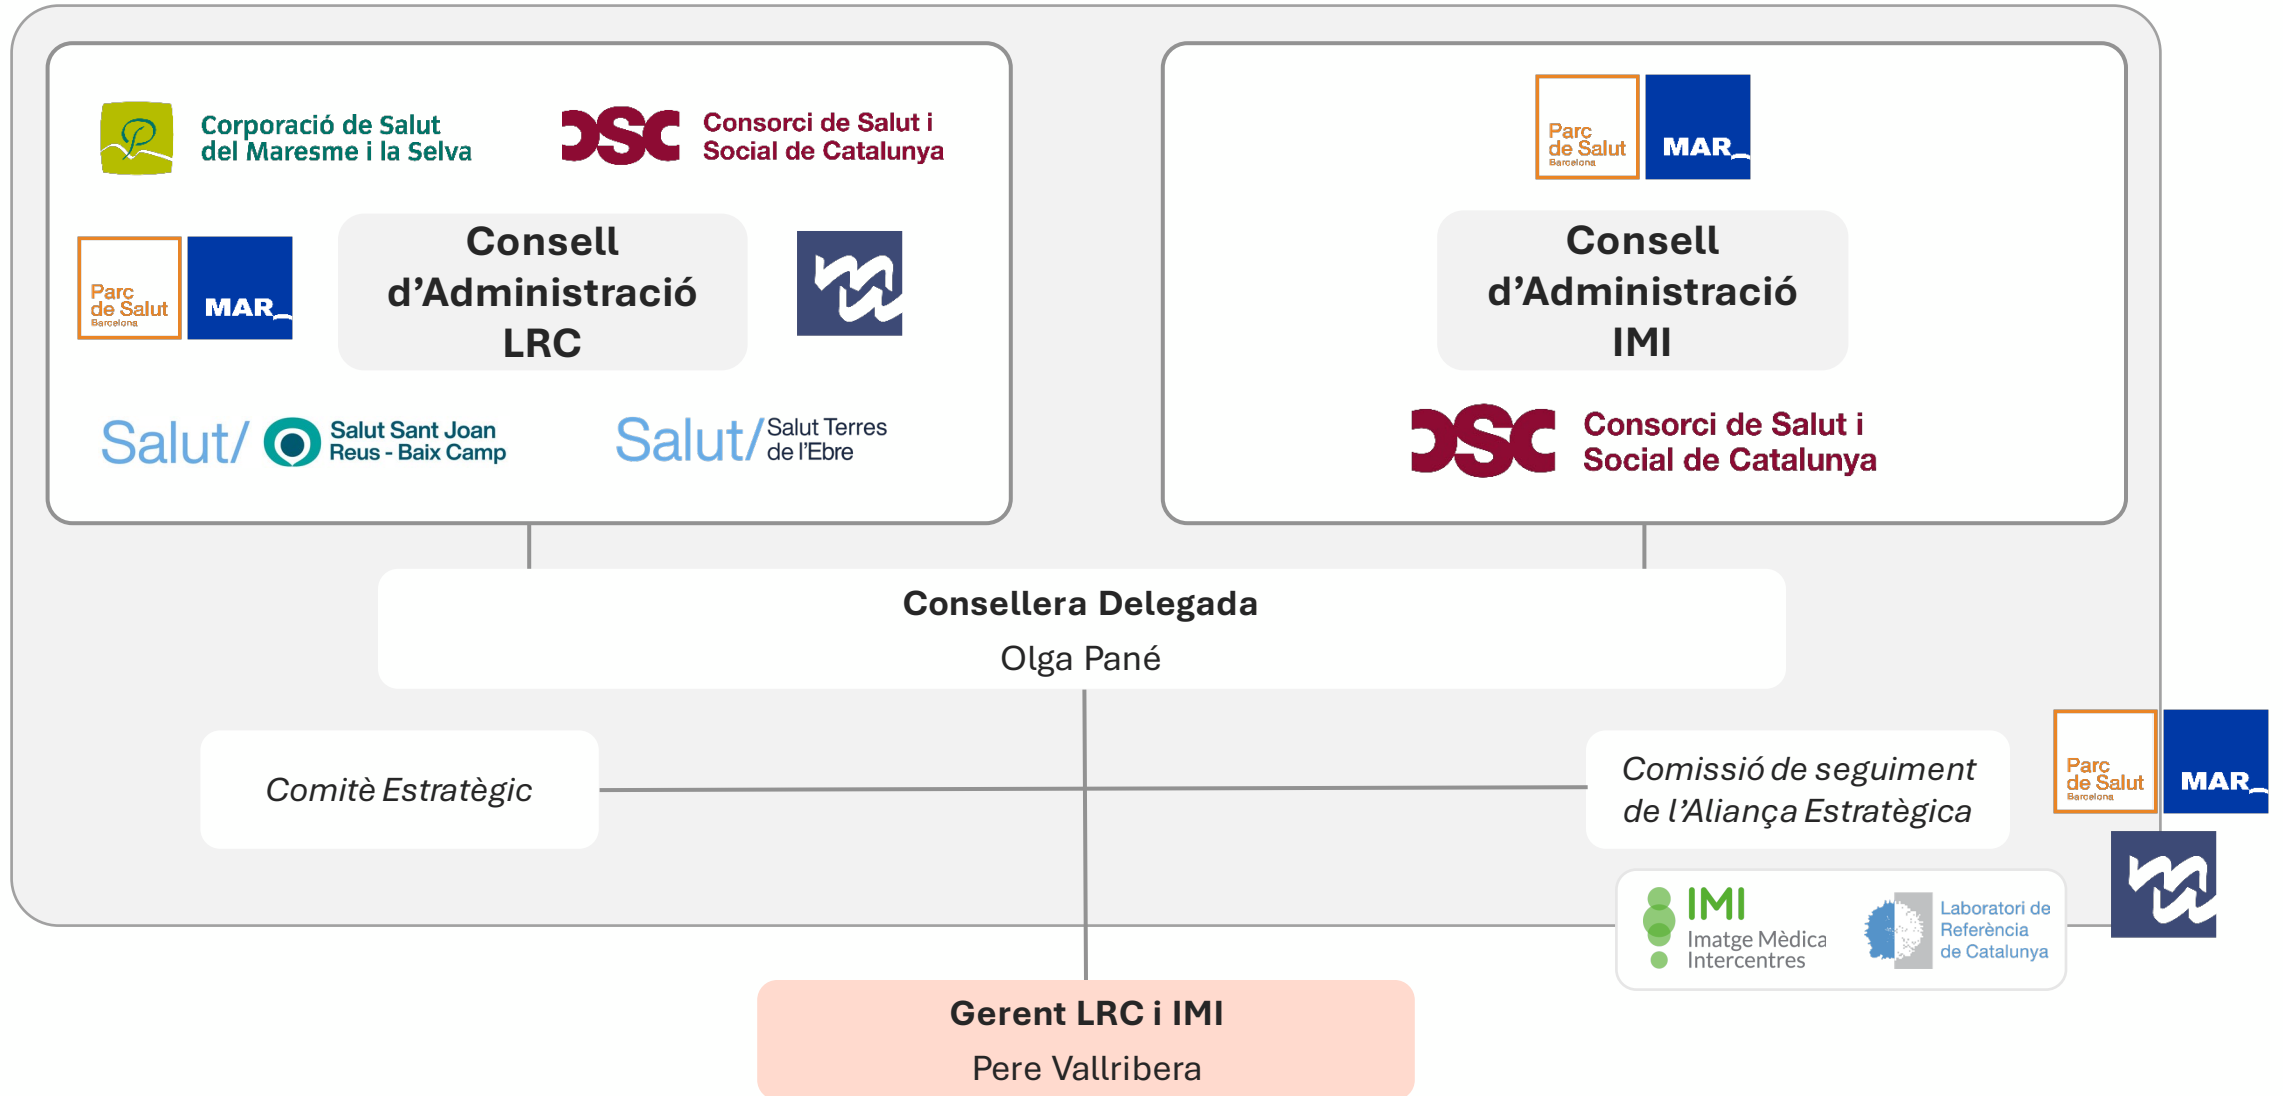 Corporació de Salut
del Maresme i la Selva
CSC Consorci de Salut i
Social de Catalunya
Parc
de Salut
Barcelona
MAR
Consell
d’Administració
LRC
Salut/ Salut Sant Joan
Reus - Baix Camp
Salut/ Salut Terres
de l’Ebre
Parc
de Salut
Barcelona
MAR
Consell
d’Administració
IMI
CSC Consorci de Salut i
Social de Catalunya
Consellera Delegada
Olga Pané
Comitè Estratègic
Comissió de seguiment
de l’Aliança Estratègica
Parc
de Salut
Barcelona
MAR
IMI
Imatge Mèdica
Intercentres
Laboratori de
Referència
de Catalunya
Gerent LRC i IMI
Pere Vallribera